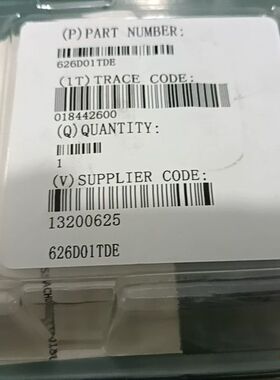 (P)PART NUMBER:
626D01TDE
(1T)TRACE CODE:
018442600
(Q)QUANTITY:
1
(V)SUPPLIER CODE:
13200625
626D01TDE